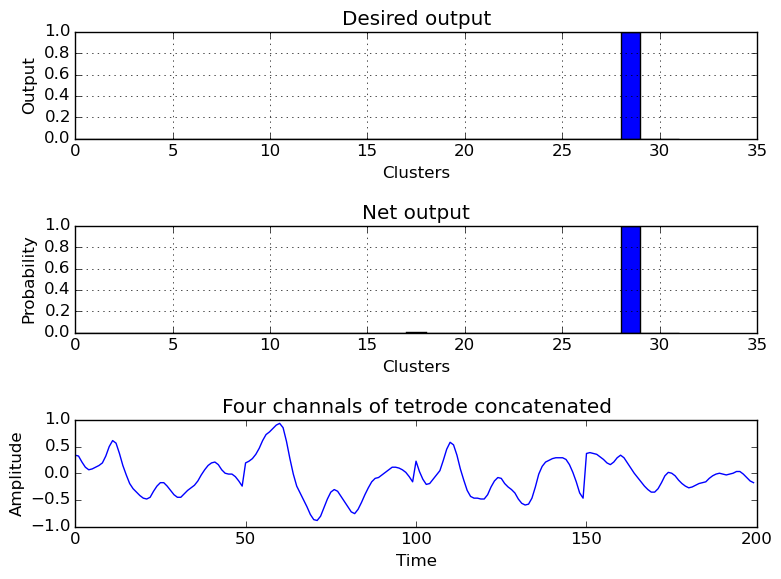 Desired output
1.0
0.8
0.6
0.4
0.2
0.0
Output
0 5 10 15 20 25 30 35
Clusters
Net output
1.0
0.8
0.6
0.4
0.2
0.0
Probability
0 5 10 15 20 25 30 35
Clusters
Four channals of tetrode concatenated
1.0
0.5
0.0
−0.5
−1.0
Amplitude
0 50 100 150 200
Time